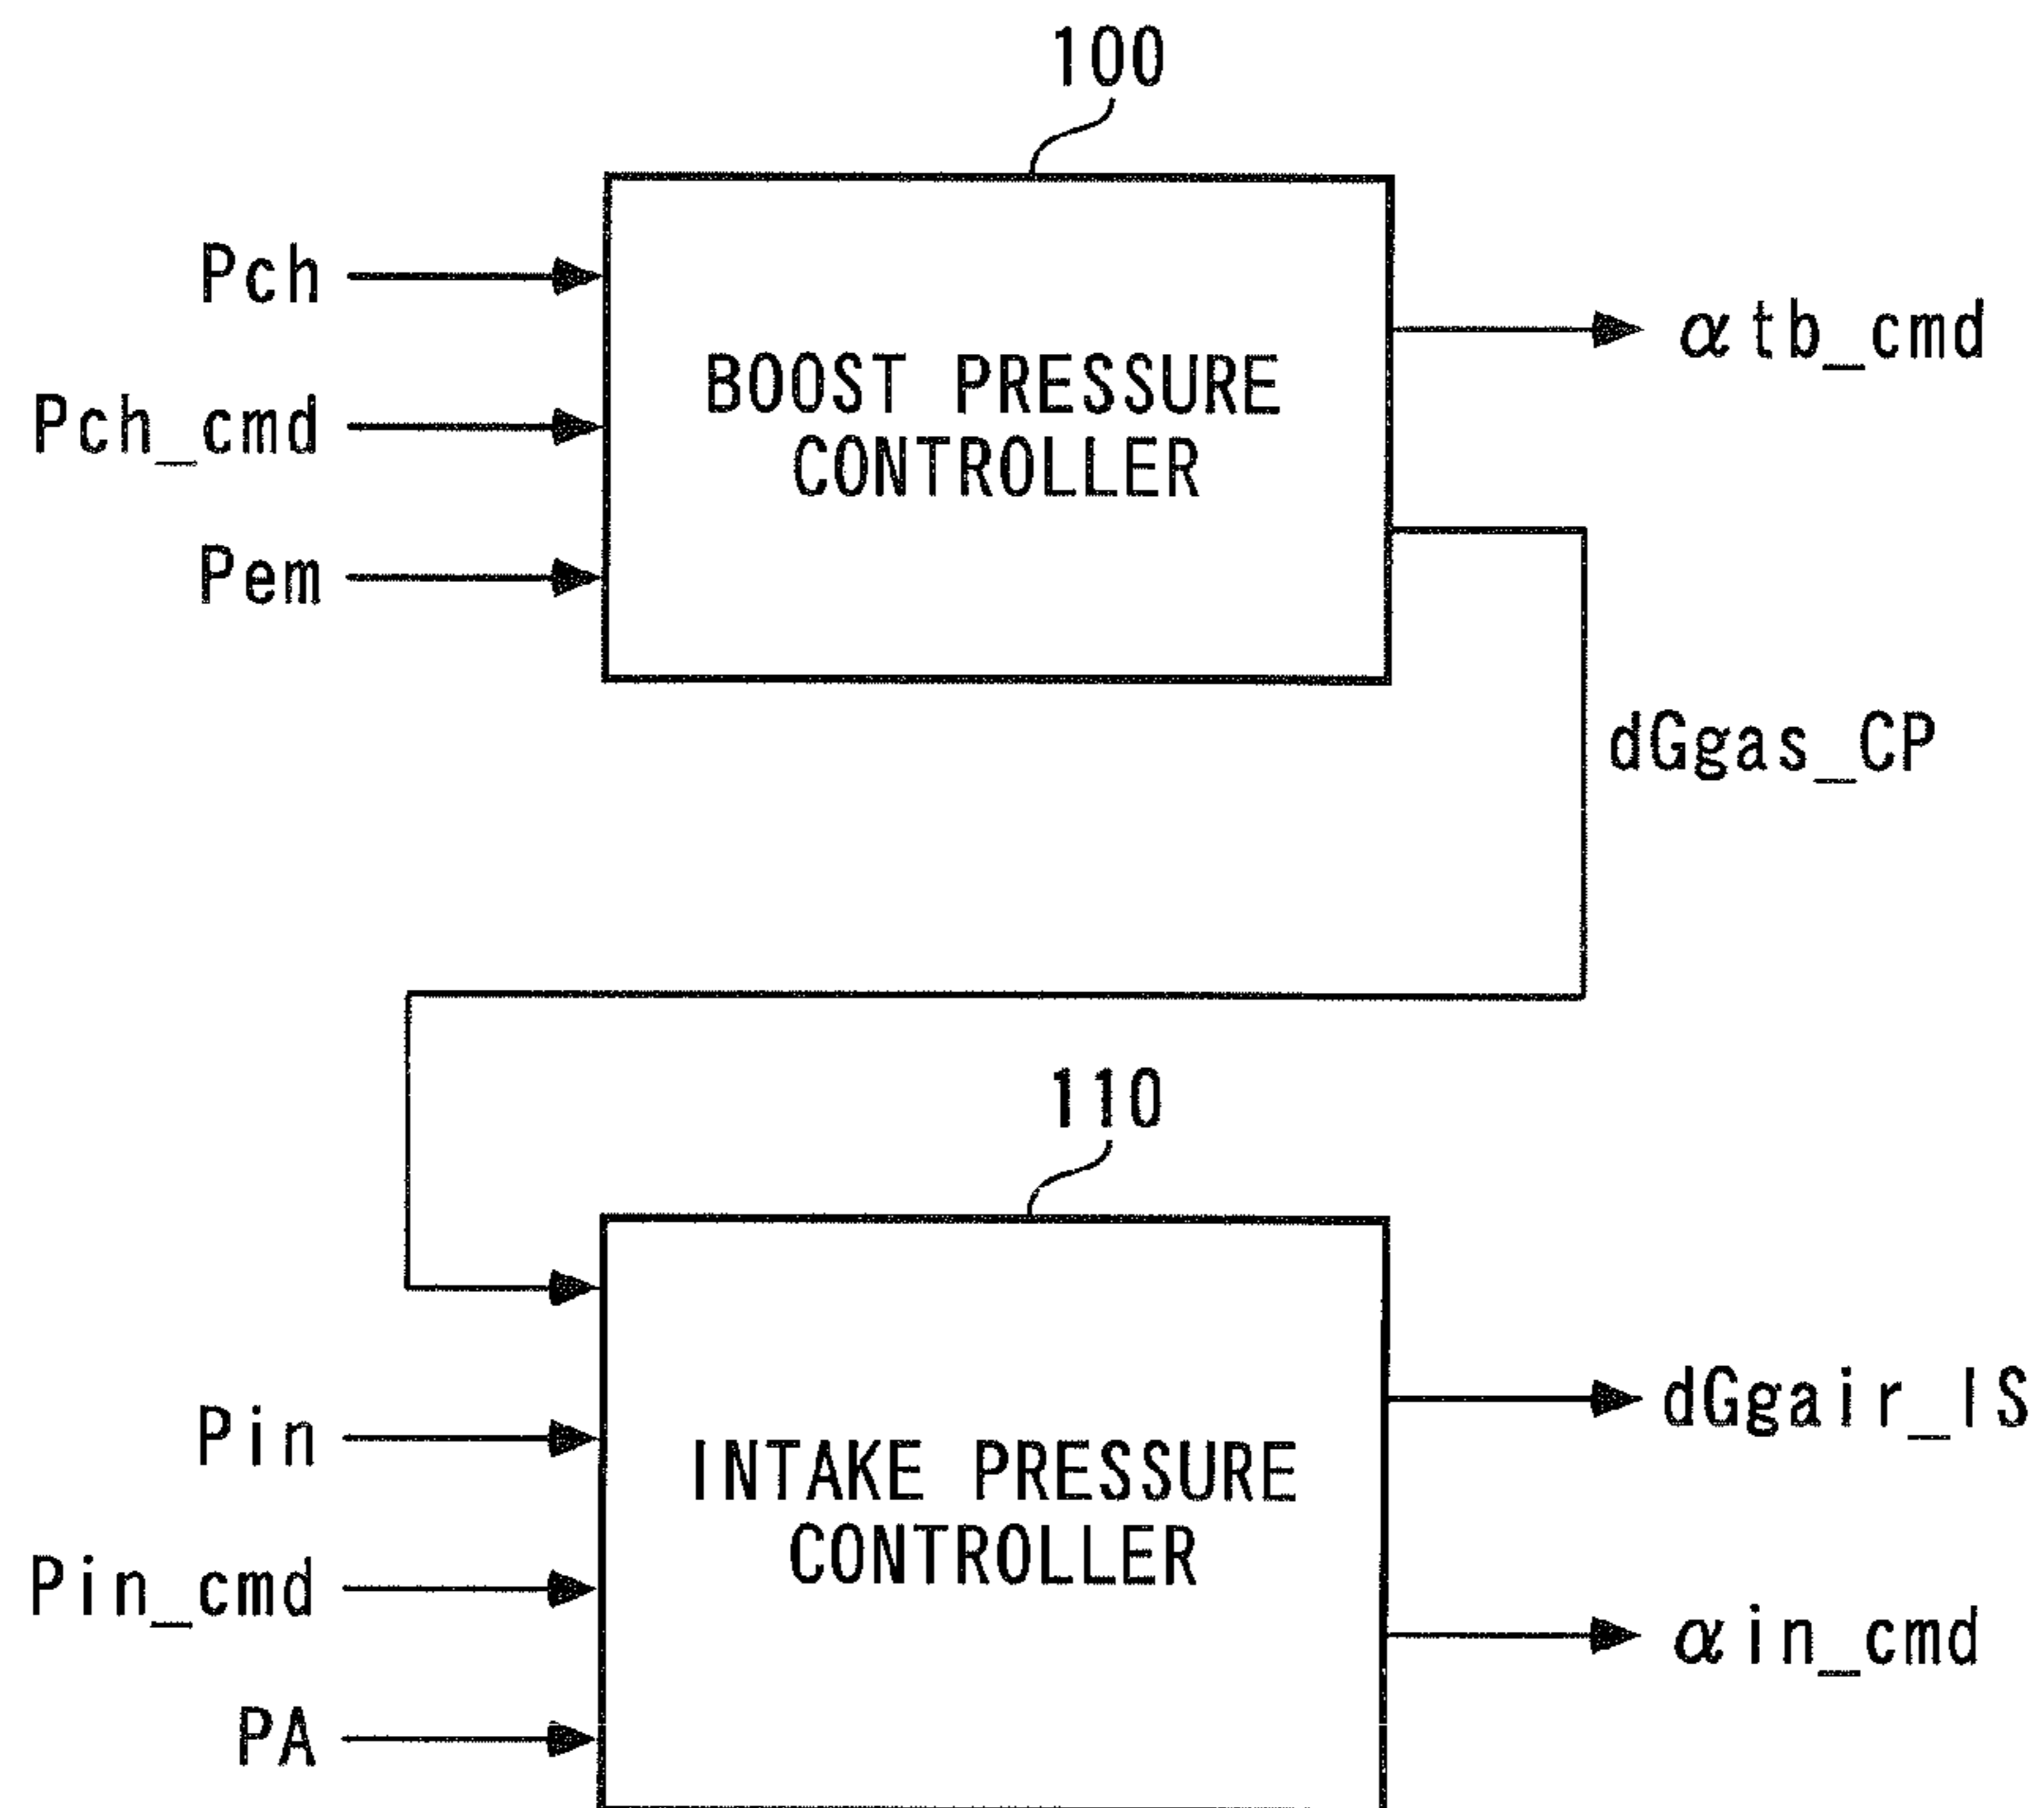 100
Pch
Pch_cmd
Pem
BOOST PRESSURE
CONTROLLER
αtb_cmd
dGgas_CP
110
Pin
Pin_cmd
PA
INTAKE PRESSURE
CONTROLLER
dGgair_IS
αin_cmd